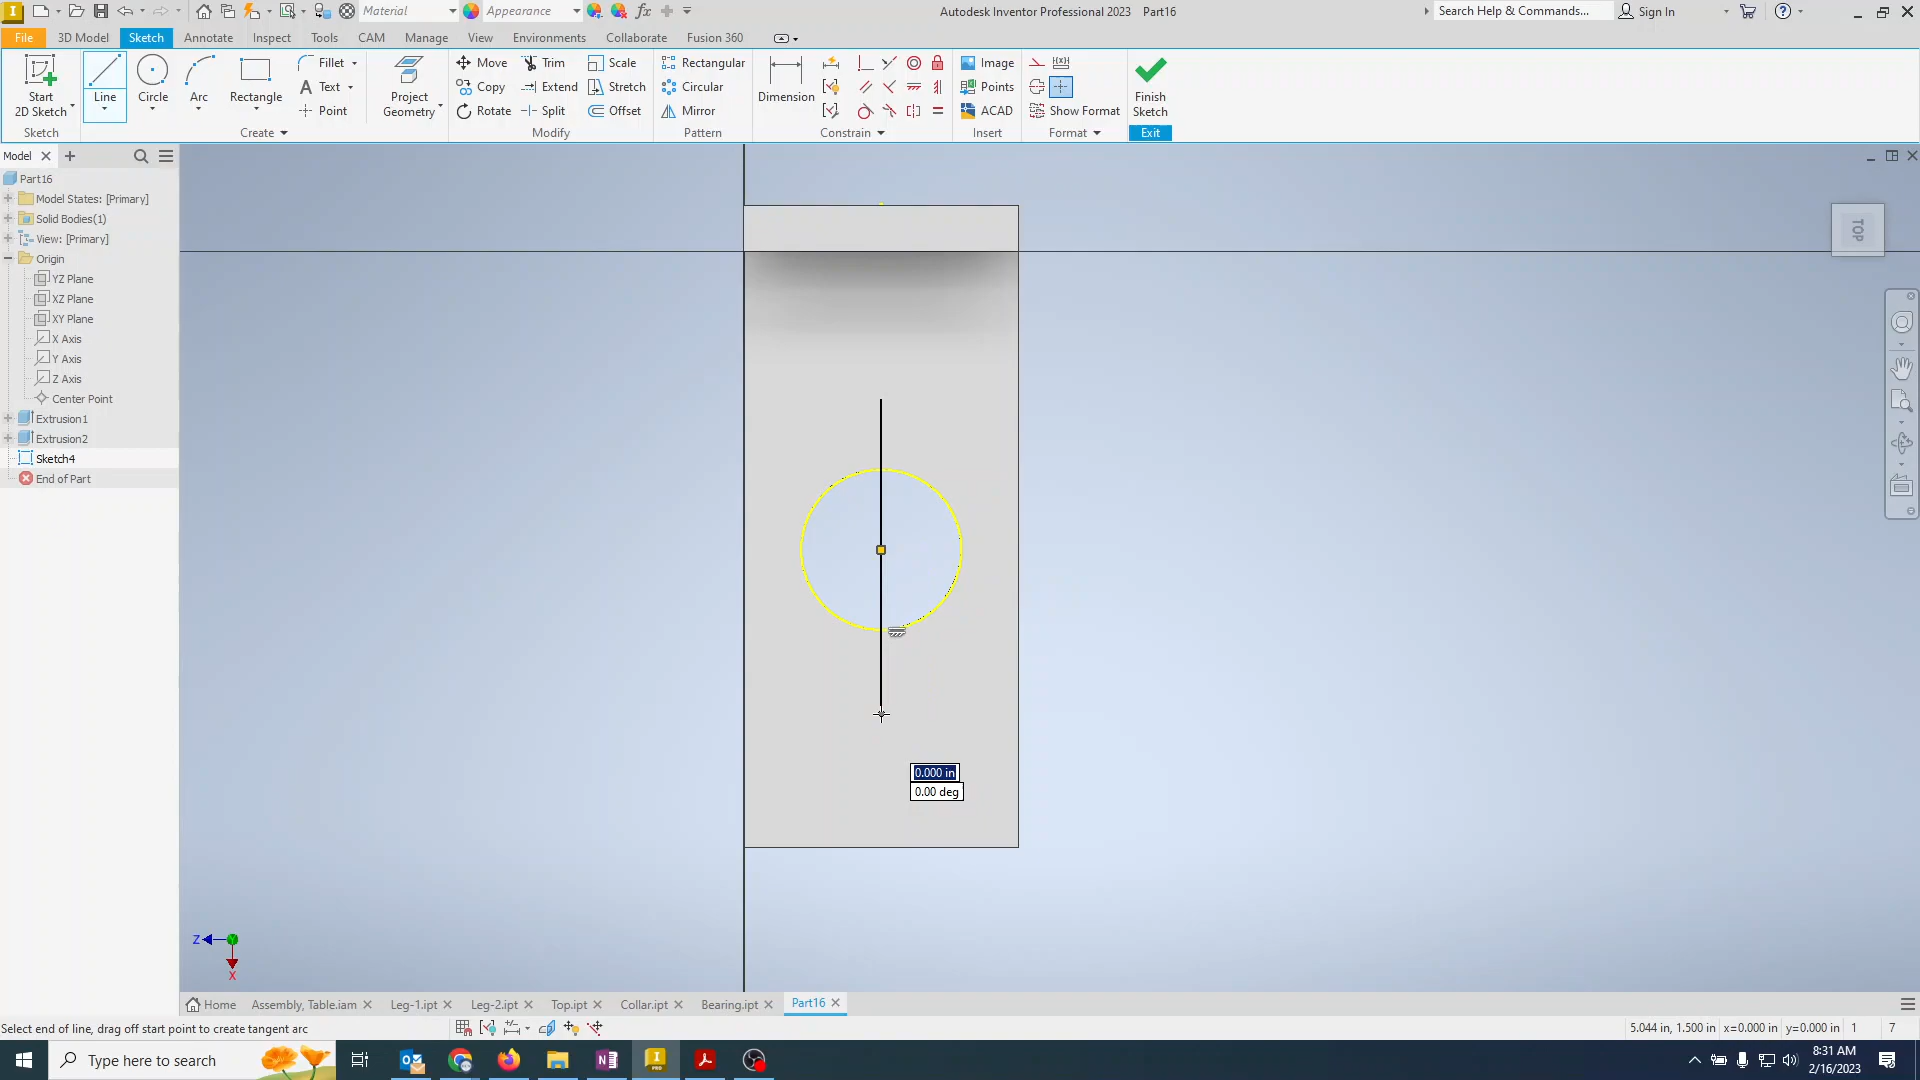 Material
Appearance
Autodesk Inventor Professional 2023 Part16
Search Help & Commands...
Sign In
File
3D Model
Sketch
Annotate
Inspect
Tools
CAM
Manage
View
Environments
Collaborate
Fusion 360
Start
2D Sketch
Line
Circle
Arc
Rectangle
Fillet
Text
Point
Project
Geometry
Move
Copy
Rotate
Trim
Extend
Split
Scale
Stretch
Offset
Rectangular
Circular
Mirror
Dimension
Image
Points
ACAD
Show Format
Finish
Sketch
Sketch
Create
Modify
Pattern
Constrain
Insert
Format
Exit
Model
Part16
Model States: [Primary]
Solid Bodies(1)
View: [Primary]
Origin
YZ Plane
XZ Plane
XY Plane
X Axis
Y Axis
Z Axis
Center Point
Extrusion1
Extrusion2
Sketch4
End of Part
TOP
0.000 in
0.00 deg
Z
X
Home
Assembly, Table.iam
Leg-1.ipt
Leg-2.ipt
Top.ipt
Collar.ipt
Bearing.ipt
Part16
Select end of line, drag off start point to create tangent arc
5.044 in, 1.500 in x=0.000 in y=0.000 in 1 7
Type here to search
8:31 AM
2/16/2023